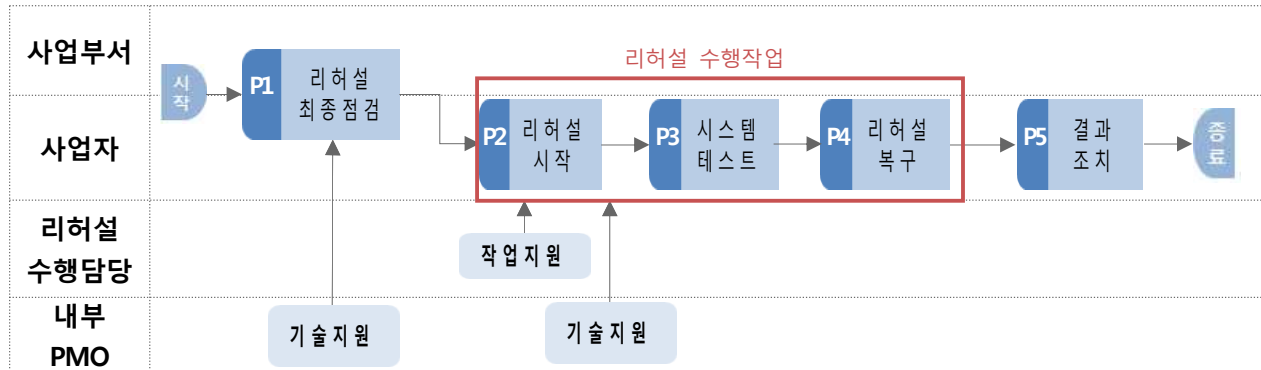 사업부서
리허설 수행작업
시
작
P1
리허설
최종점검
사업자
P2
리허설
시작
P3
시스템
테스트
P4
리허설
복구
P5
결과
조치
종
료
리허설
수행담당
작업지원
내부
PMO
기술지원
기술지원